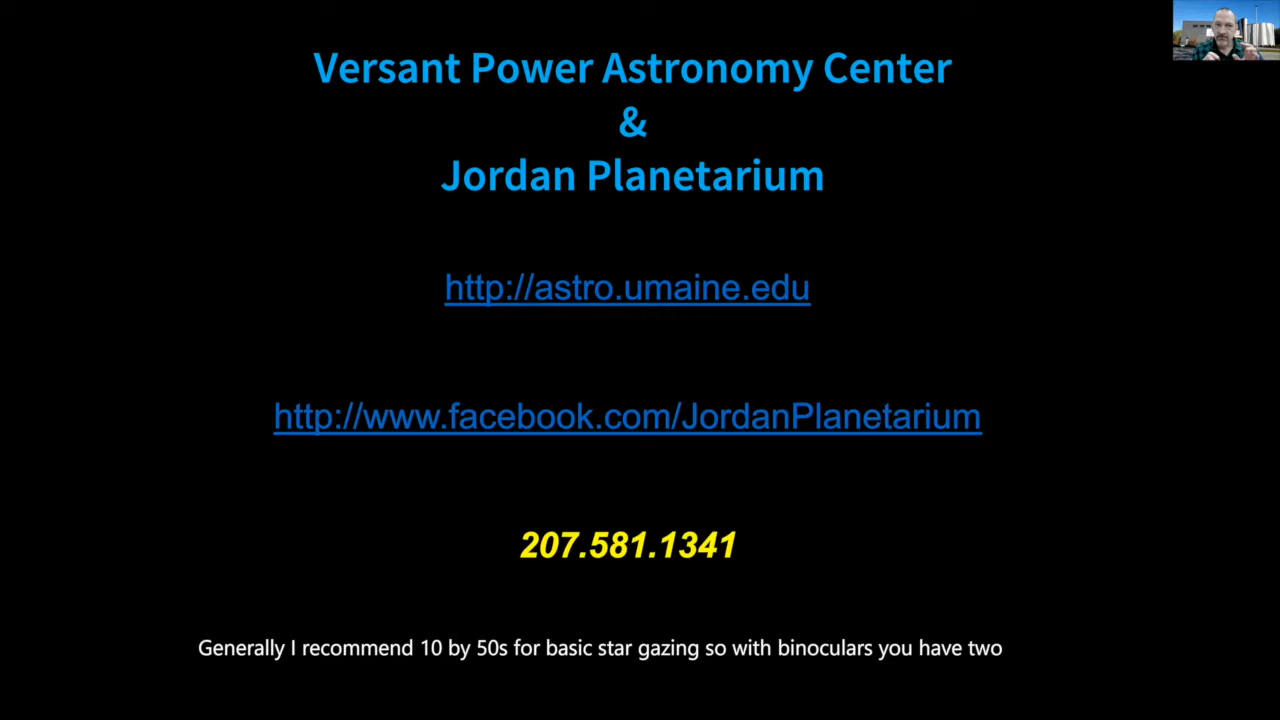 Versant Power Astronomy Center
&
Jordan Planetarium
http://astro.umaine.edu
http://www.facebook.com/JordanPlanetarium
207.581.1341
Generally I recommend 10 by 50s for basic star gazing so with binoculars you have two